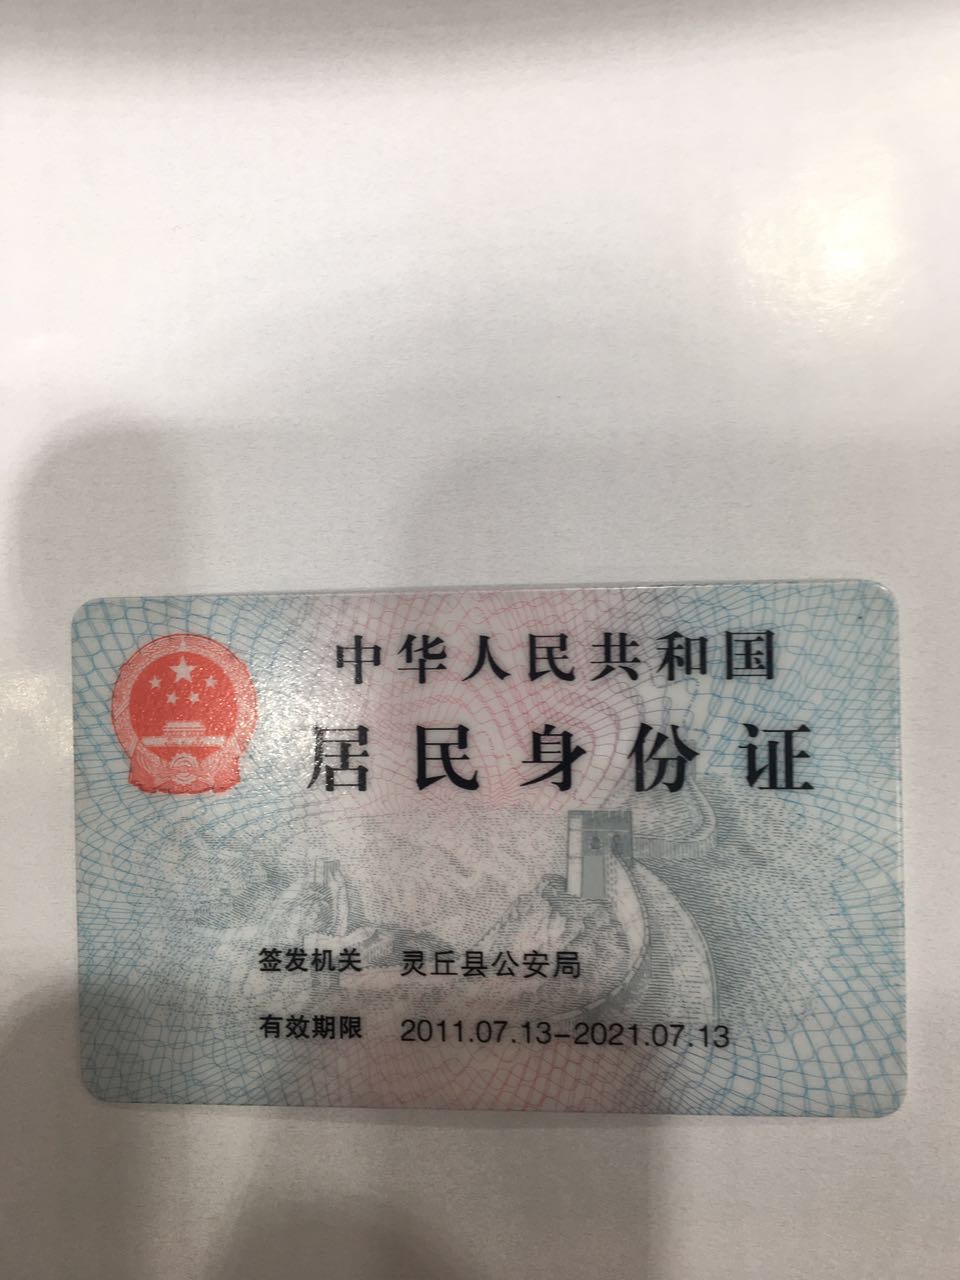 中华人民共和国
居民身份证
签发机关 灵丘县公安局
有效期限 2011.07.13-2021.07.13